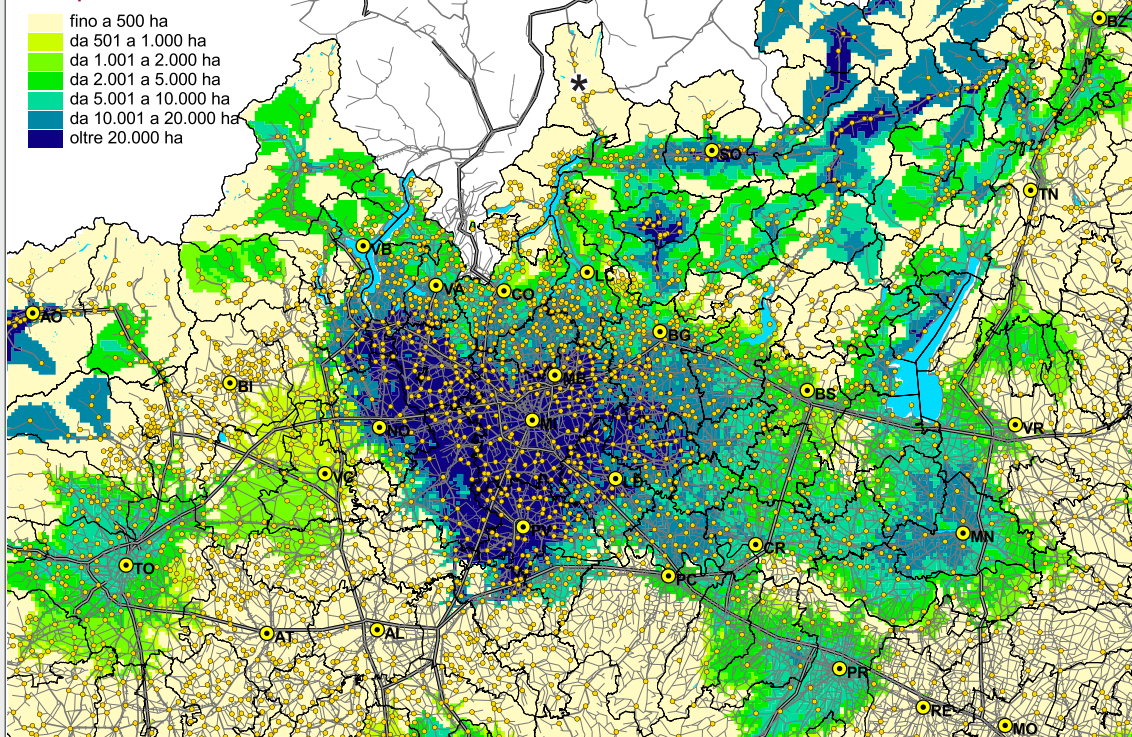 fino a 500 ha
da 501 a 1.000 ha
da 1.001 a 2.000 ha
da 2.001 a 5.000 ha
da 5.001 a 10.000 ha
da 10.001 a 20.000 ha
oltre 20.000 ha
*
BZ
SO
TN
VB
LC
VA
CO
AO
BG
MB
BI
BS
MI
NO
VR
VC
LO
PV
MN
CR
TO
PC
AT
AL
PR
RE
MO